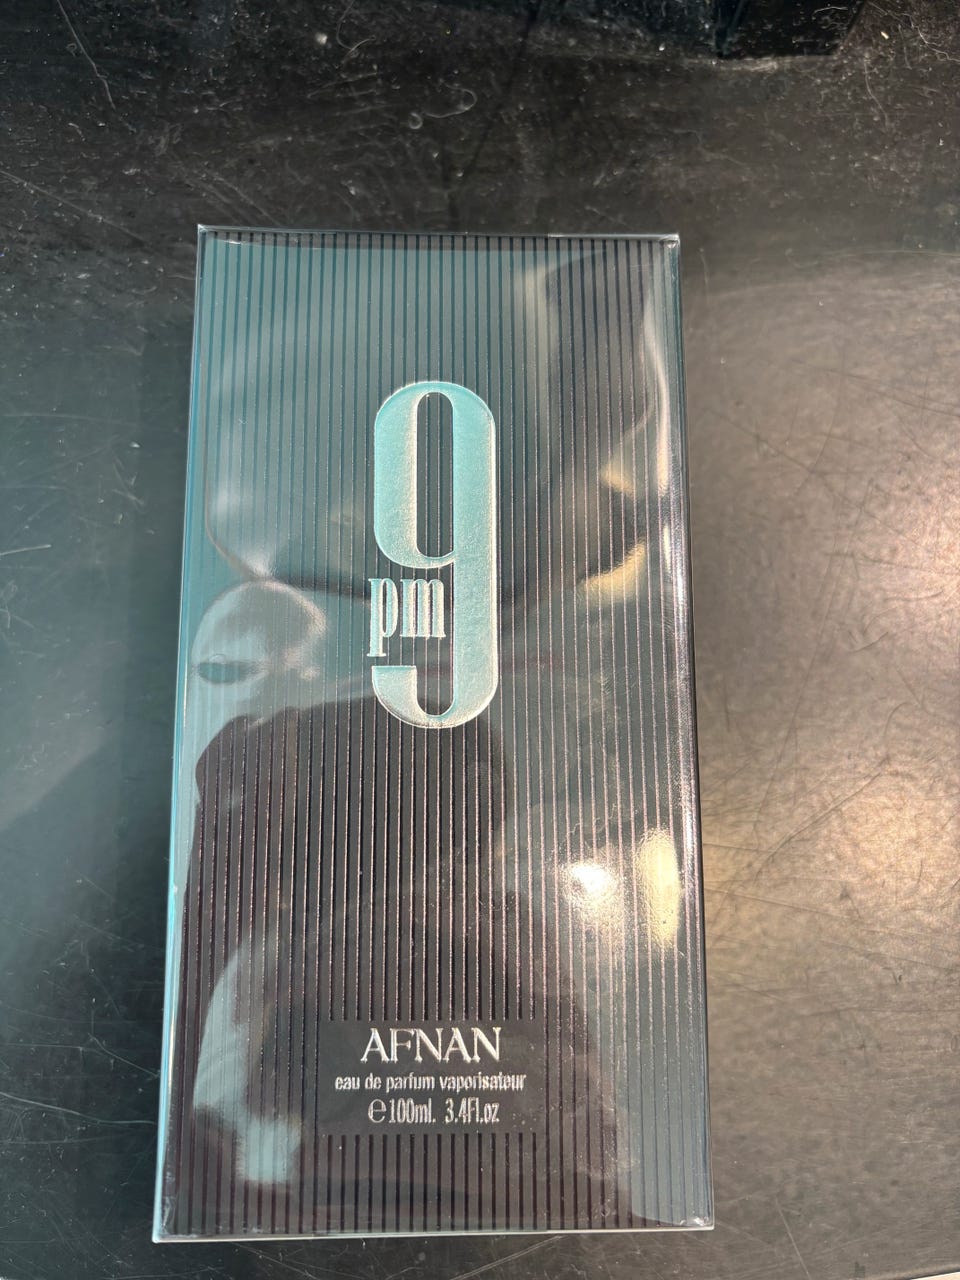 9
pm
AFNAN
eau de parfum vaporisateur
℮100ml. 3.4Fl.oz